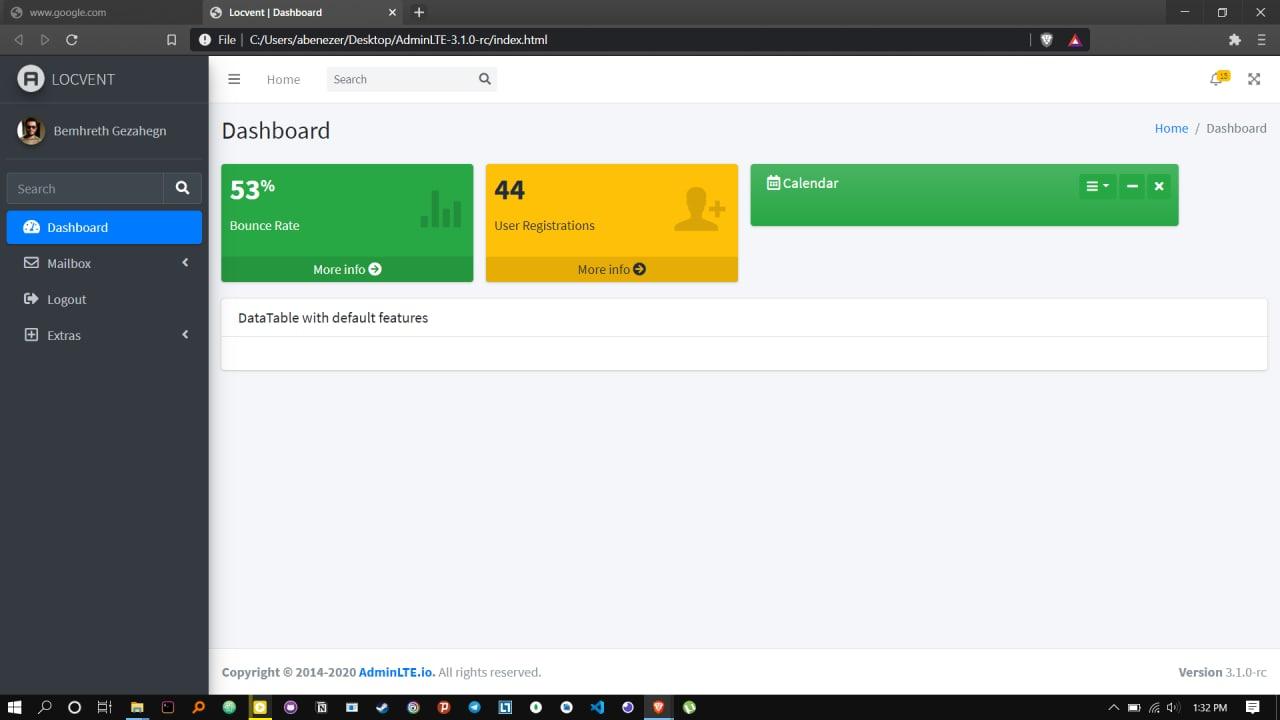 www.google.com
Locvent | Dashboard
File | C:/Users/abenezer/Desktop/AdminLTE-3.1.0-rc/index.html
LOCVENT
Home
Search
15
Bemhreth Gezahegn
Dashboard
Home / Dashboard
Search
53%
44
Calendar
Dashboard
Bounce Rate
User Registrations
Mailbox
More info
More info
Logout
DataTable with default features
Extras
Copyright © 2014-2020 AdminLTE.io. All rights reserved.
Version 3.1.0-rc
1:32 PM